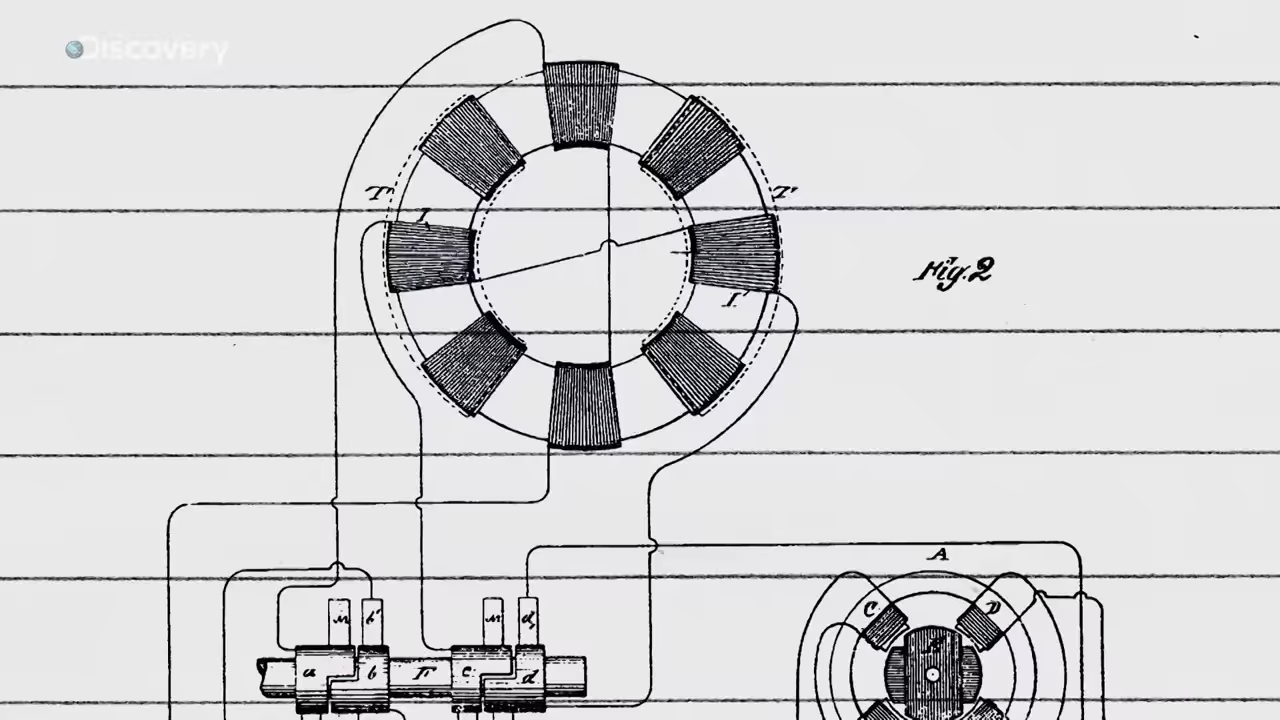 Discovery
T' T'
I
Fig. 2
I'
A
C D
M b' M d'
a b F c d